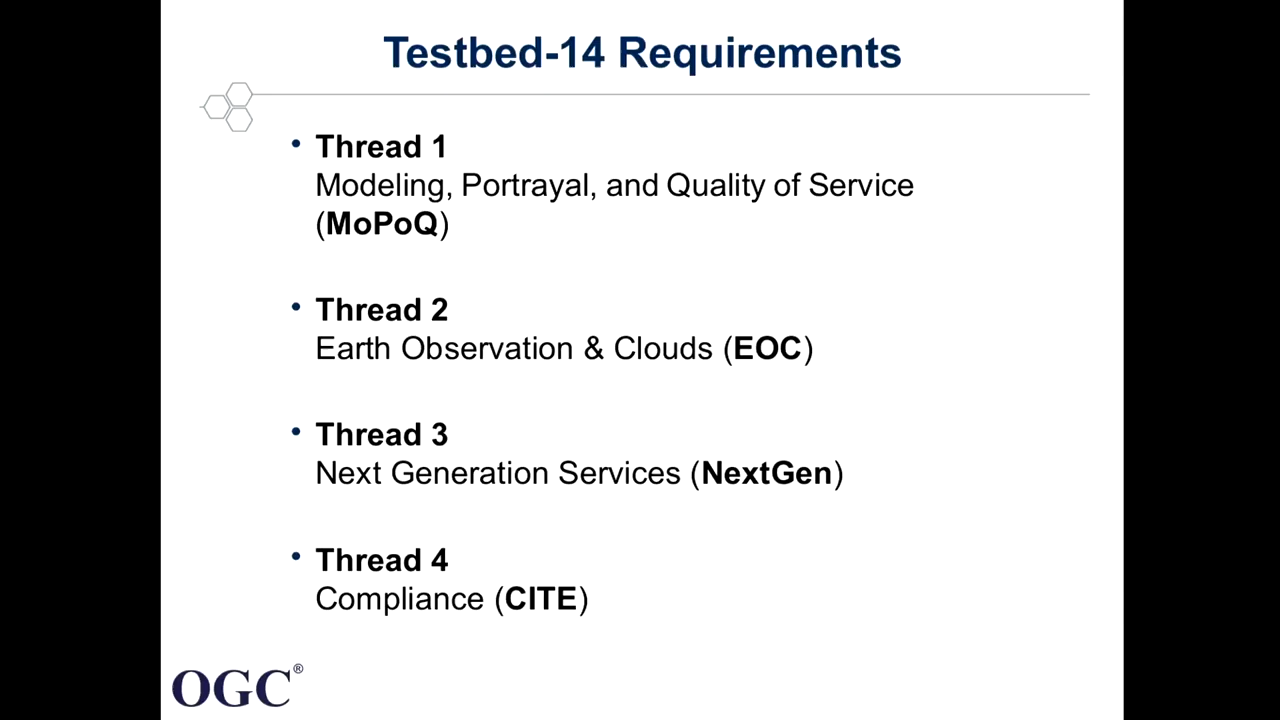 Testbed-14 Requirements
• Thread 1
Modeling, Portrayal, and Quality of Service
(MoPoQ)
• Thread 2
Earth Observation & Clouds (EOC)
• Thread 3
Next Generation Services (NextGen)
• Thread 4
Compliance (CITE)
OGC®